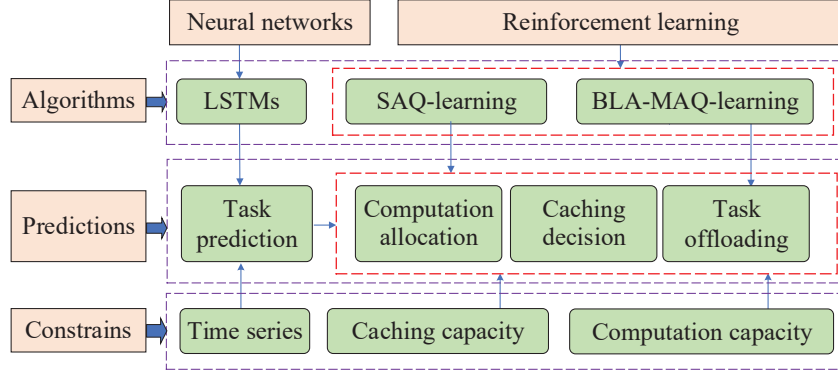 Neural networks
Reinforcement learning
Algorithms
LSTMs
SAQ-learning
BLA-MAQ-learning
Predictions
Task
prediction
Computation
allocation
Caching
decision
Task
offloading
Constrains
Time series
Caching capacity
Computation capacity